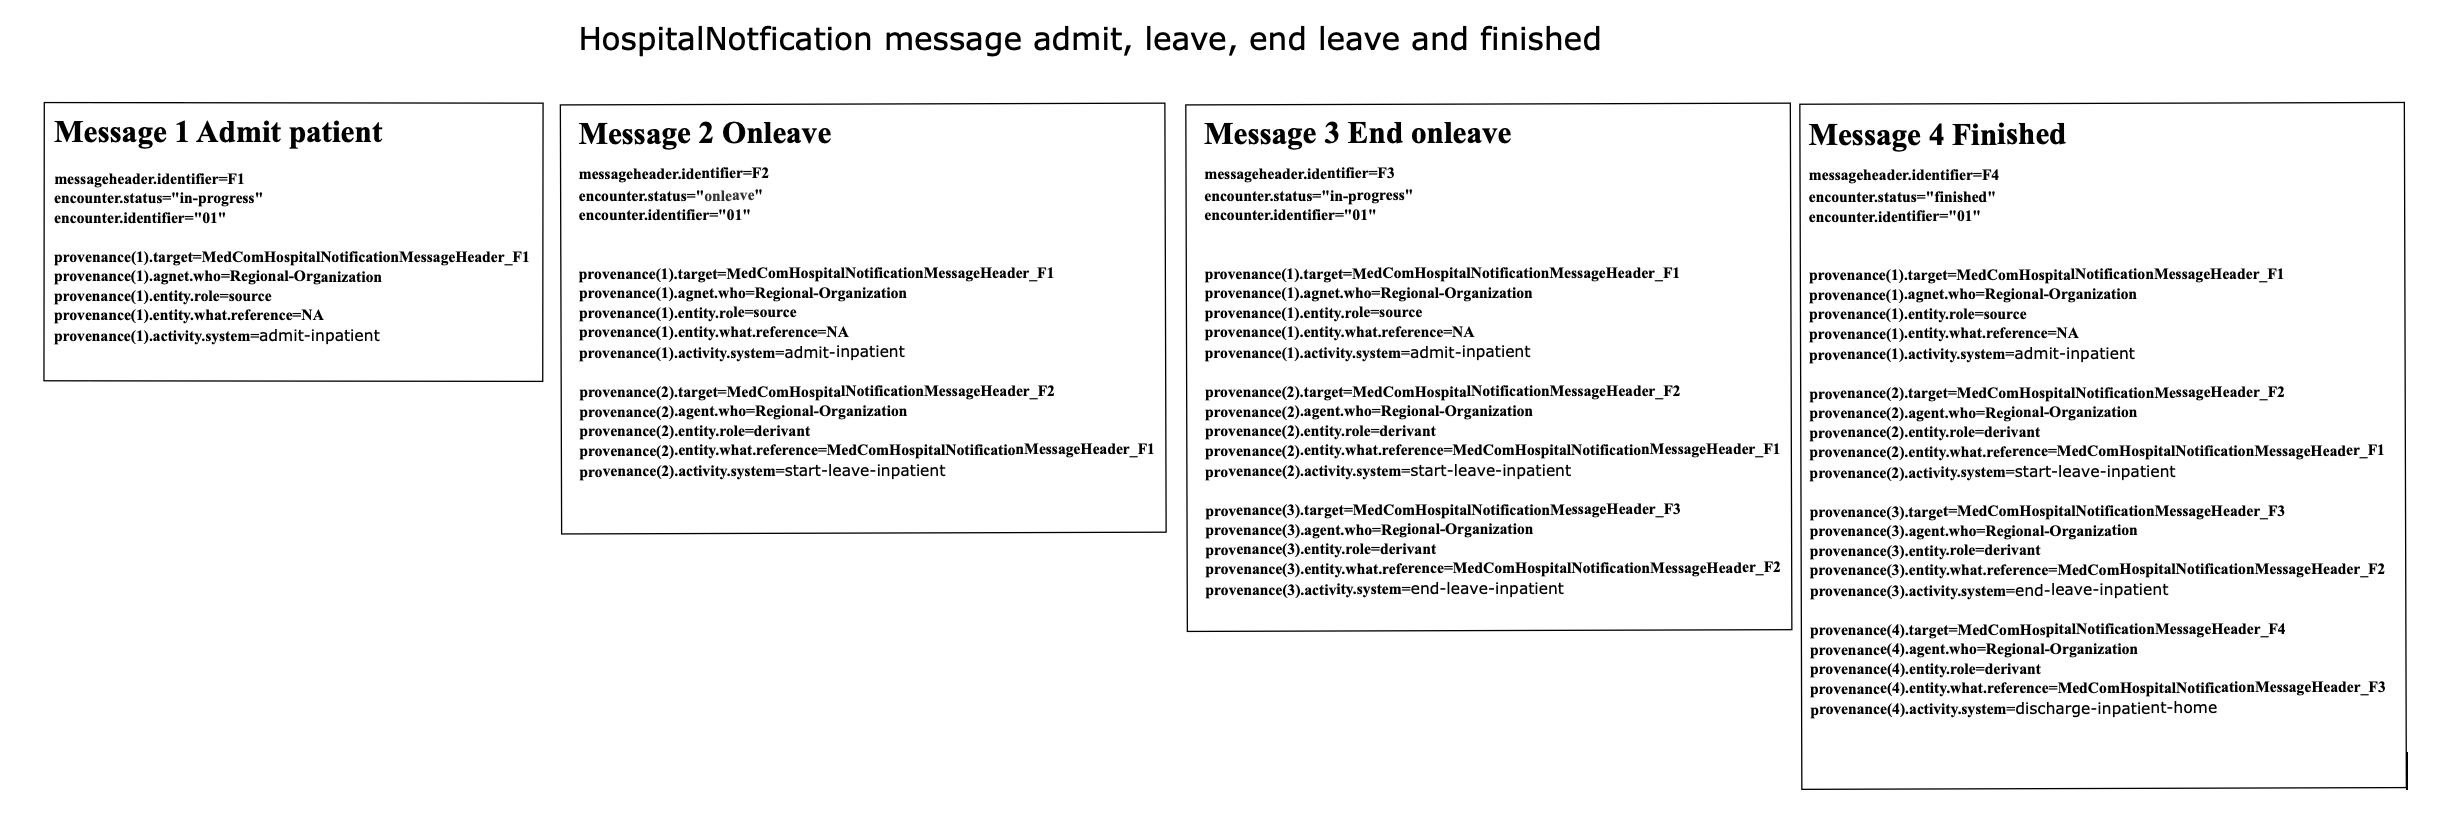 HospitalNotfication message admit, leave, end leave and finished
Message 1 Admit patient
messageheader.identifier=F1
encounter.status="in-progress"
encounter.identifier="01"
provenance(1).target=MedComHospitalNotificationMessageHeader_F1
provenance(1).agnet.who=Regional-Organization
provenance(1).entity.role=source
provenance(1).entity.what.reference=NA
provenance(1).activity.system=admit-inpatient
Message 2 Onleave
messageheader.identifier=F2
encounter.status="onleave"
encounter.identifier="01"
provenance(1).target=MedComHospitalNotificationMessageHeader_F1
provenance(1).agnet.who=Regional-Organization
provenance(1).entity.role=source
provenance(1).entity.what.reference=NA
provenance(1).activity.system=admit-inpatient
provenance(2).target=MedComHospitalNotificationMessageHeader_F2
provenance(2).agent.who=Regional-Organization
provenance(2).entity.role=derivant
provenance(2).entity.what.reference=MedComHospitalNotificationMessageHeader_F1
provenance(2).activity.system=start-leave-inpatient
Message 3 End onleave
messageheader.identifier=F3
encounter.status="in-progress"
encounter.identifier="01"
provenance(1).target=MedComHospitalNotificationMessageHeader_F1
provenance(1).agnet.who=Regional-Organization
provenance(1).entity.role=source
provenance(1).entity.what.reference=NA
provenance(1).activity.system=admit-inpatient
provenance(2).target=MedComHospitalNotificationMessageHeader_F2
provenance(2).agent.who=Regional-Organization
provenance(2).entity.role=derivant
provenance(2).entity.what.reference=MedComHospitalNotificationMessageHeader_F1
provenance(2).activity.system=start-leave-inpatient
provenance(3).target=MedComHospitalNotificationMessageHeader_F3
provenance(3).agent.who=Regional-Organization
provenance(3).entity.role=derivant
provenance(3).entity.what.reference=MedComHospitalNotificationMessageHeader_F2
provenance(3).activity.system=end-leave-inpatient
Message 4 Finished
messageheader.identifier=F4
encounter.status="finished"
encounter.identifier="01"
provenance(1).target=MedComHospitalNotificationMessageHeader_F1
provenance(1).agnet.who=Regional-Organization
provenance(1).entity.role=source
provenance(1).entity.what.reference=NA
provenance(1).activity.system=admit-inpatient
provenance(2).target=MedComHospitalNotificationMessageHeader_F2
provenance(2).agent.who=Regional-Organization
provenance(2).entity.role=derivant
provenance(2).entity.what.reference=MedComHospitalNotificationMessageHeader_F1
provenance(2).activity.system=start-leave-inpatient
provenance(3).target=MedComHospitalNotificationMessageHeader_F3
provenance(3).agent.who=Regional-Organization
provenance(3).entity.role=derivant
provenance(3).entity.what.reference=MedComHospitalNotificationMessageHeader_F2
provenance(3).activity.system=end-leave-inpatient
provenance(4).target=MedComHospitalNotificationMessageHeader_F4
provenance(4).agent.who=Regional-Organization
provenance(4).entity.role=derivant
provenance(4).entity.what.reference=MedComHospitalNotificationMessageHeader_F3
provenance(4).activity.system=discharge-inpatient-home